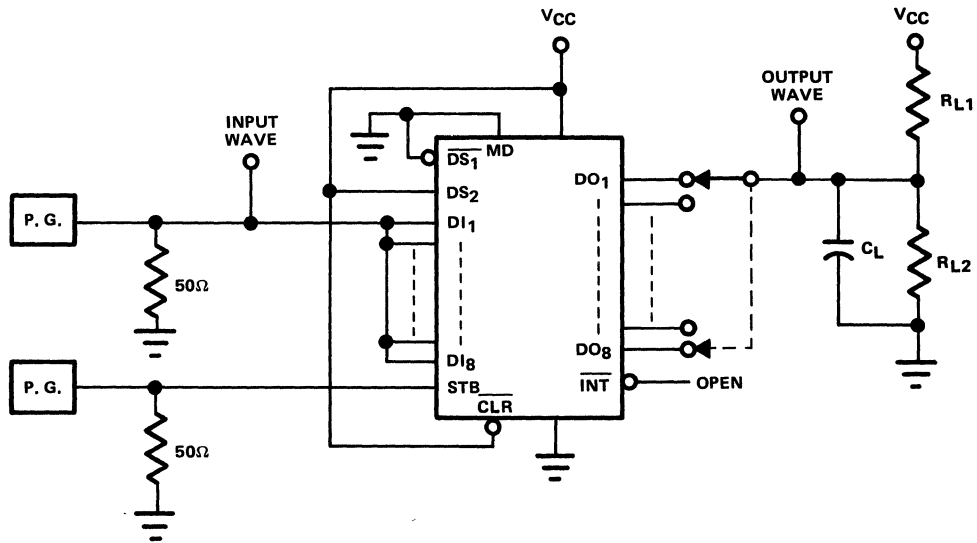 VCC
VCC
OUTPUT
WAVE
RL1
INPUT
WAVE
DS1
MD
DO1
P. G.
DS2
DI1
50Ω
CL
RL2
DI8
DO8
P. G.
STB
INT
OPEN
CLR
50Ω